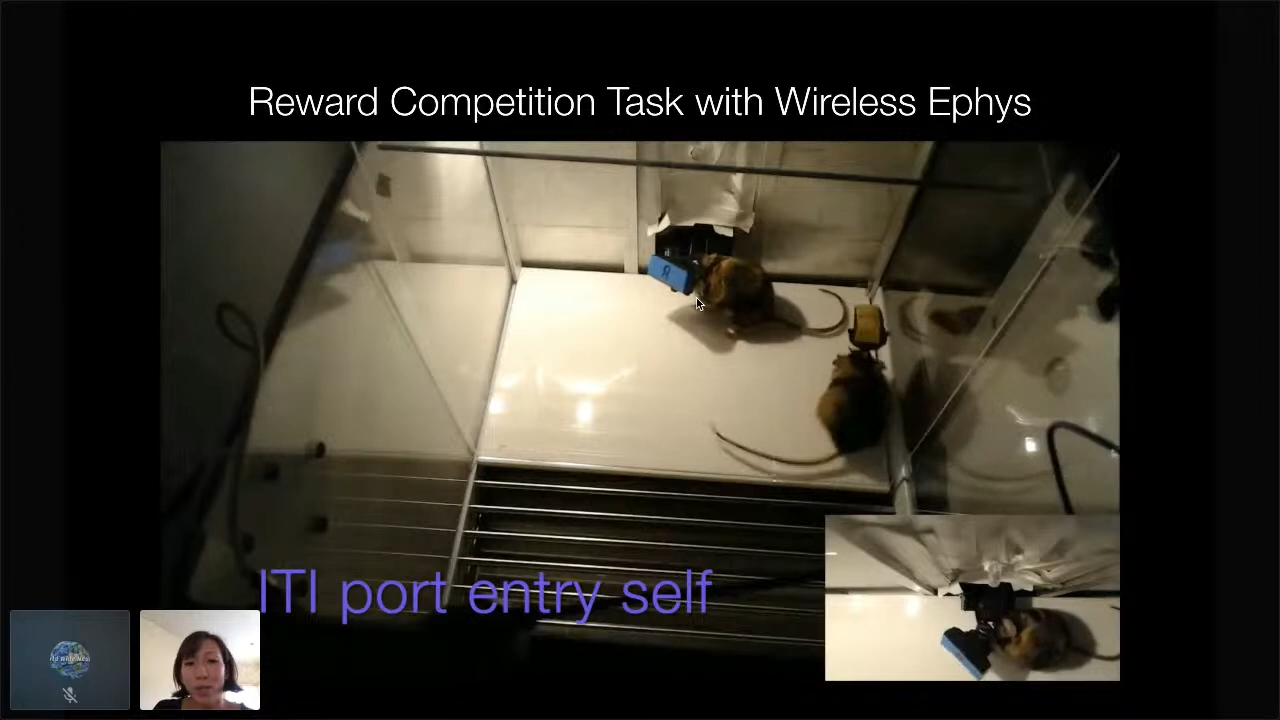 Reward Competition Task with Wireless Ephys
R
ITI port entry self